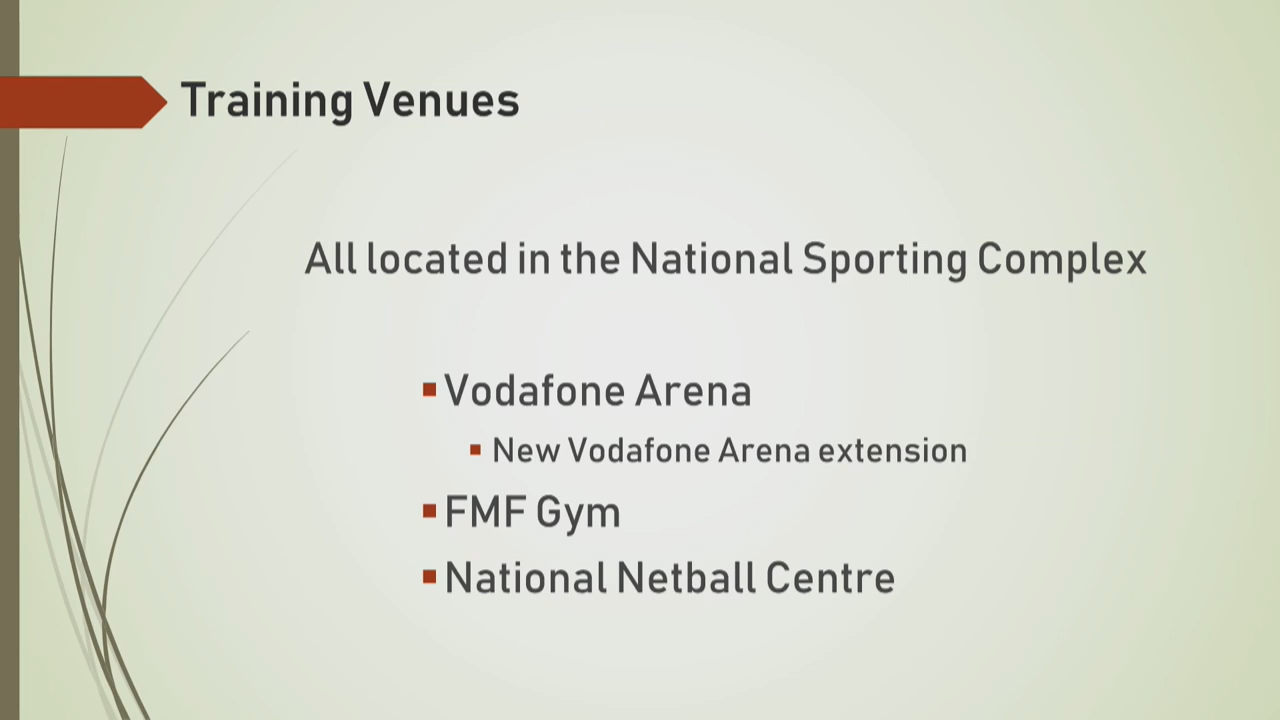 Training Venues
All located in the National Sporting Complex
Vodafone Arena
New Vodafone Arena extension
FMF Gym
National Netball Centre